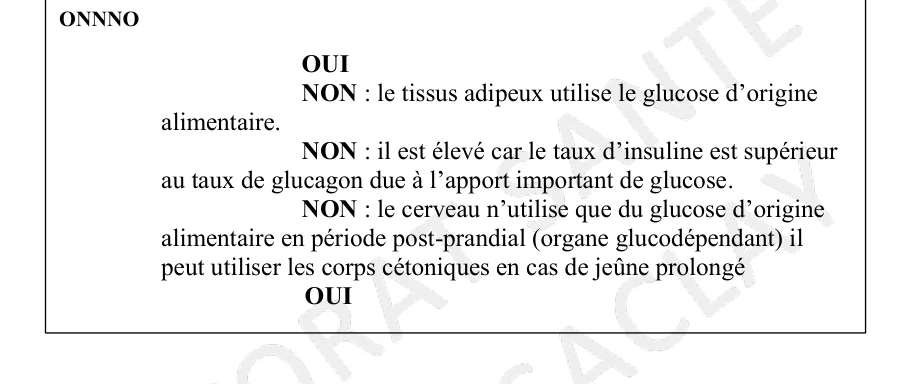 ONNNO
OUI
NON : le tissus adipeux utilise le glucose d'origine
alimentaire.
NON : il est élevé car le taux d'insuline est supérieur
au taux de glucagon due à l'apport important de glucose.
NON : le cerveau n'utilise que du glucose d'origine
alimentaire en période post-prandial (organe glucodépendant) il
peut utiliser les corps cétoniques en cas de jeûne prolongé
OUI
ORAT SANTE
SACLAY